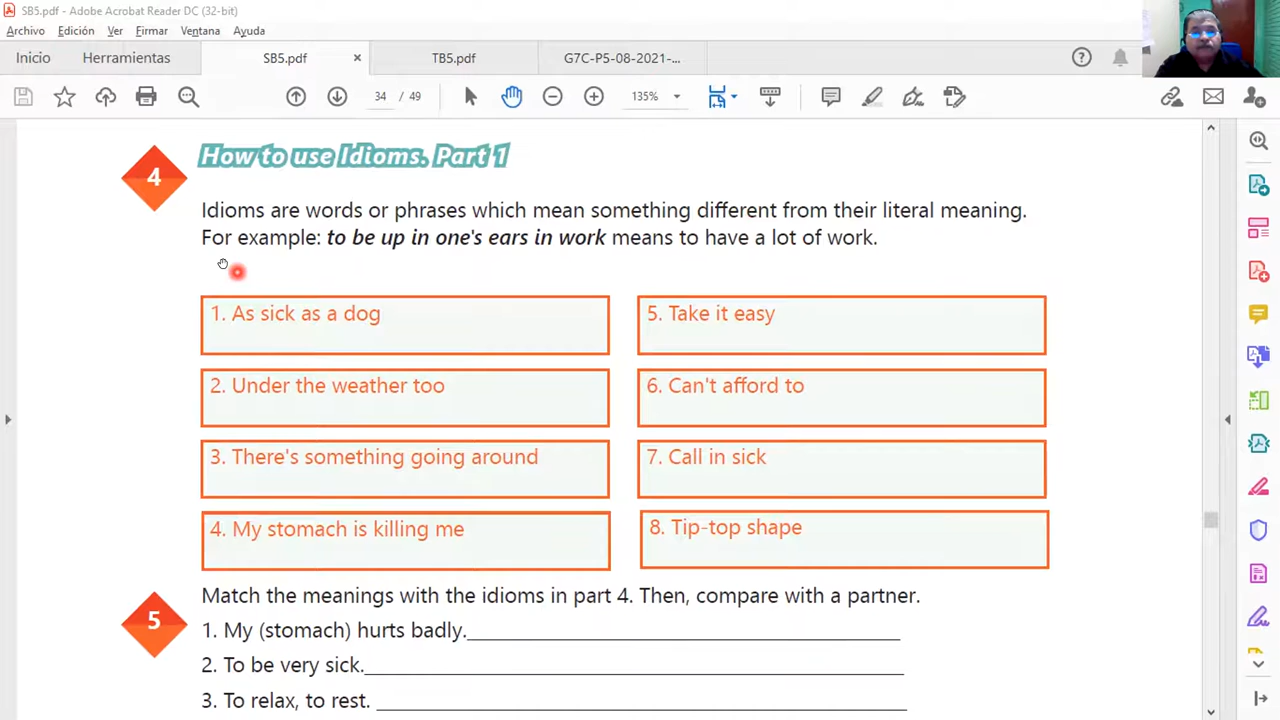 SB5.pdf - Adobe Acrobat Reader DC (32-bit)
Archivo Edición Ver Firmar Ventana Ayuda
Inicio Herramientas SB5.pdf × TB5.pdf G7C-P5-08-2021-...
34 / 49 135%
4 How to use Idioms. Part 1
Idioms are words or phrases which mean something different from their literal meaning.
For example: to be up in one's ears in work means to have a lot of work.
1. As sick as a dog
2. Under the weather too
3. There's something going around
4. My stomach is killing me
5. Take it easy
6. Can't afford to
7. Call in sick
8. Tip-top shape
5 Match the meanings with the idioms in part 4. Then, compare with a partner.
1. My (stomach) hurts badly.
2. To be very sick.
3. To relax, to rest.